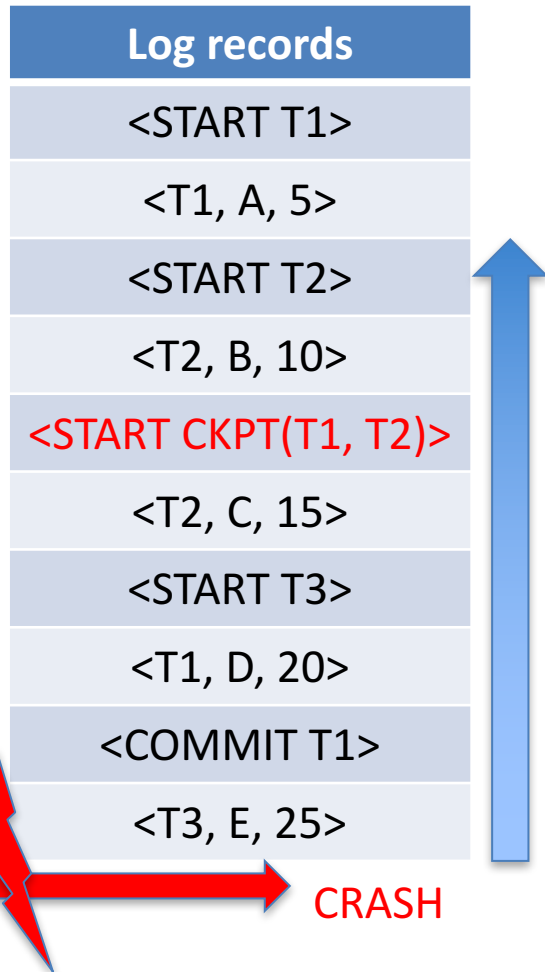 Log records
<START T1>
<T1, A, 5>
<START T2>
<T2, B, 10>
<START CKPT(T1, T2)>
<T2, C, 15>
<START T3>
<T1, D, 20>
<COMMIT T1>
<T3, E, 25>
CRASH